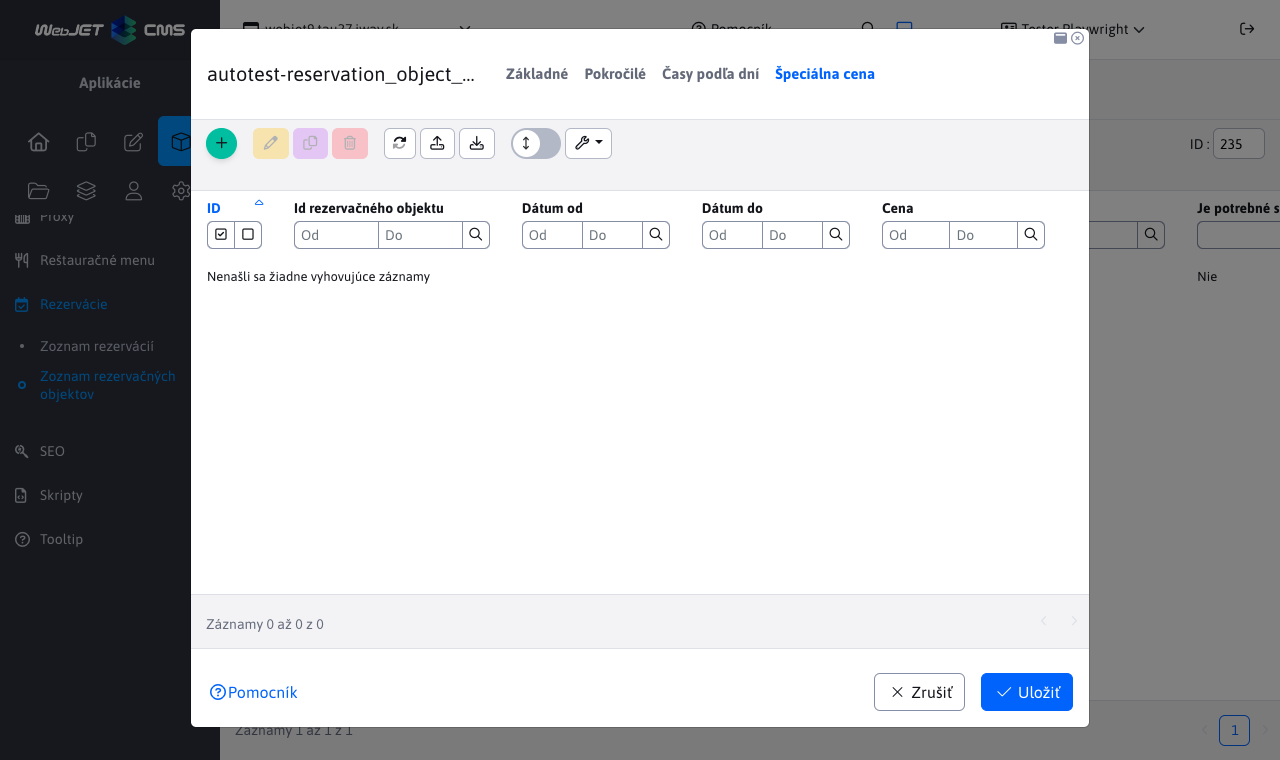 WebJET CMS
webjet9.tau27.iway.sk
Pomocník
Tester Playwright
Aplikácie
Proxy
Reštauračné menu
Rezervácie
Zoznam rezervácií
Zoznam rezervačných
objektov
SEO
Skripty
Tooltip
autotest-reservation_object_...
Základné
Pokročilé
Časy podľa dní
Špeciálna cena
ID : 235
ID
Id rezervačného objektu
Dátum od
Dátum do
Cena
Je potrebné s
Od Do
Od Do
Od Do
Od Do
Nenašli sa žiadne vyhovujúce záznamy
Nie
Záznamy 0 až 0 z 0
Pomocník
Zrušiť
Uložiť
Záznamy 1 až 1 z 1
1